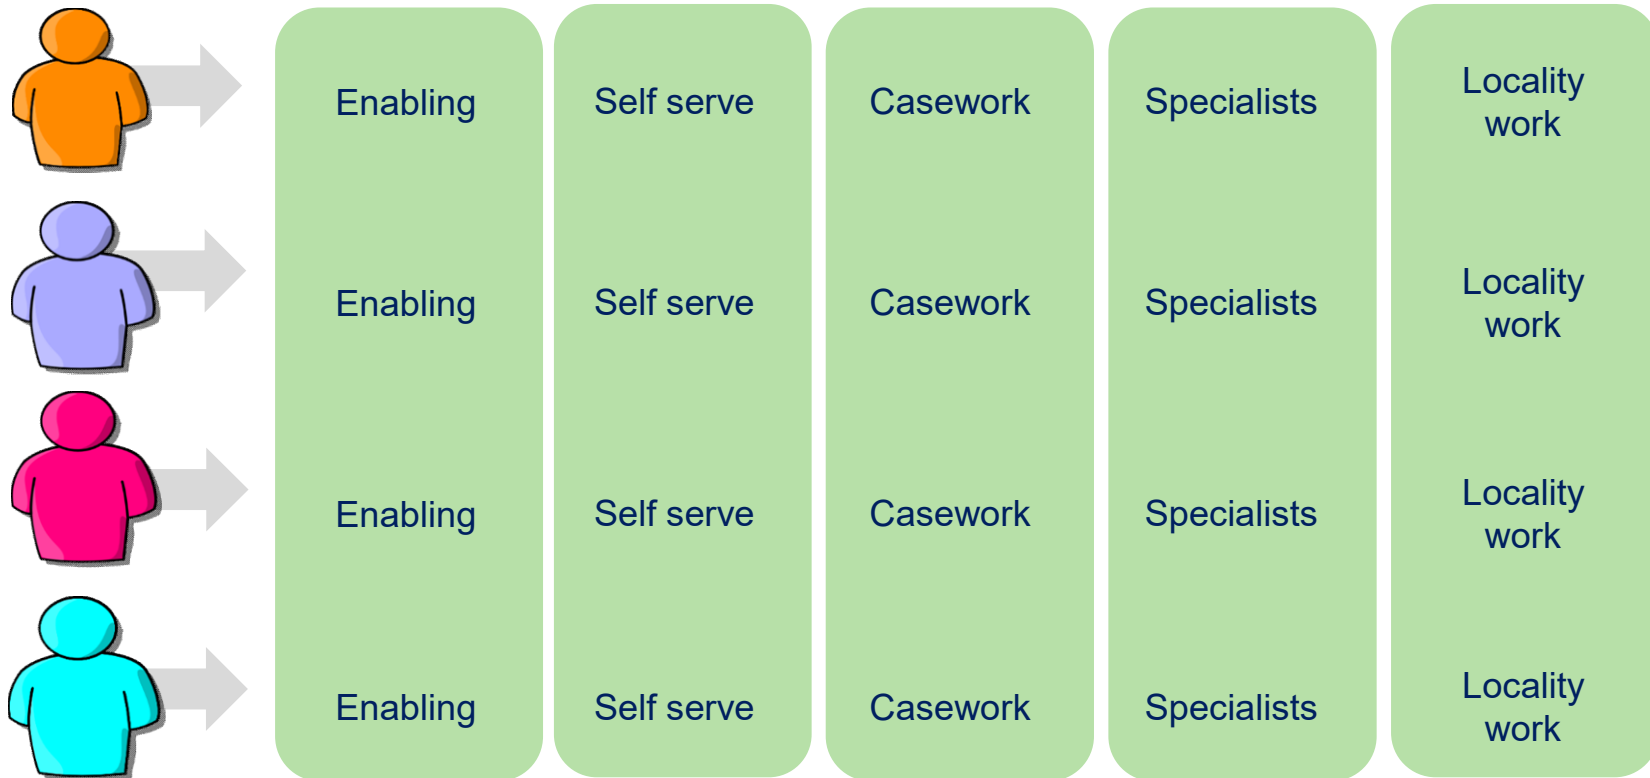 Enabling
Self serve
Casework
Specialists
Locality
work
Enabling
Self serve
Casework
Specialists
Locality
work
Enabling
Self serve
Casework
Specialists
Locality
work
Enabling
Self serve
Casework
Specialists
Locality
work